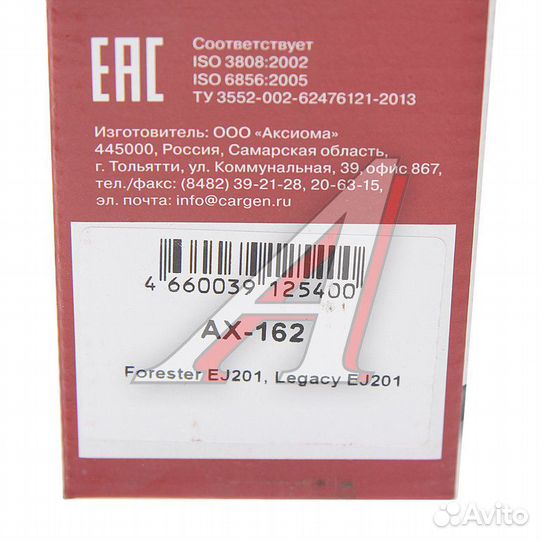 EAC
Соответствует
ISO 3808:2002
ISO 6856:2005
ТУ 3552-002-62476121-2013
Изготовитель: ООО «Аксиома»
445000, Россия, Самарская область,
г. Тольятти, ул. Коммунальная, 39, офис 867,
тел./факс: (8482) 39-21-28, 20-63-15,
эл. почта: info@cargen.ru
4 660039 125400
AX-162
Forester EJ201, Legacy EJ201
Avito